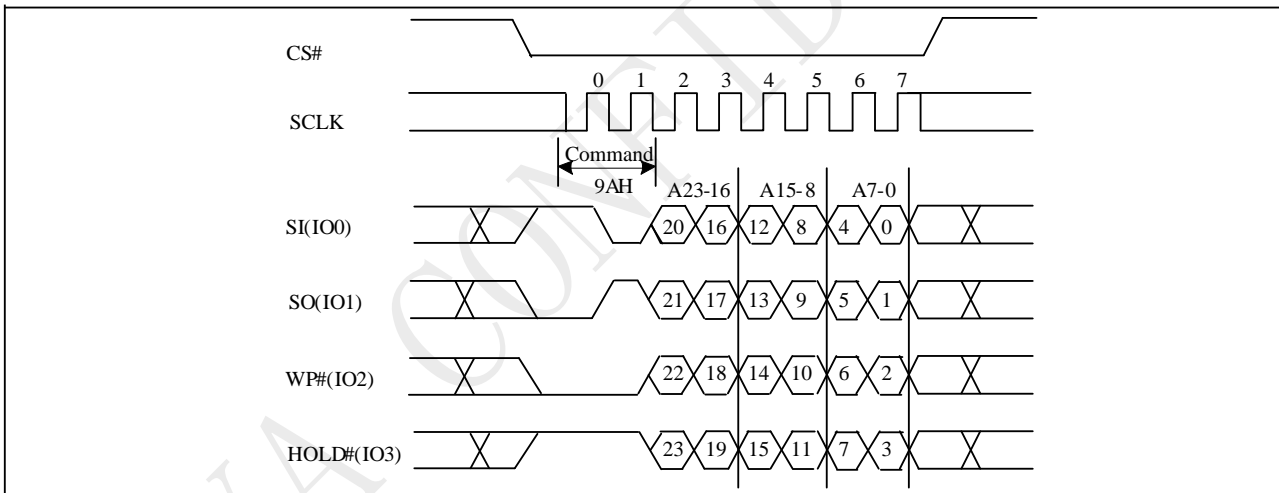 CS#
0 1 2 3 4 5 6 7
SCLK
Command
9AH
A23-16 A15-8 A7-0
SI(IO0) 20 16 12 8 4 0
SO(IO1) 21 17 13 9 5 1
WP#(IO2) 22 18 14 10 6 2
HOLD#(IO3) 23 19 15 11 7 3